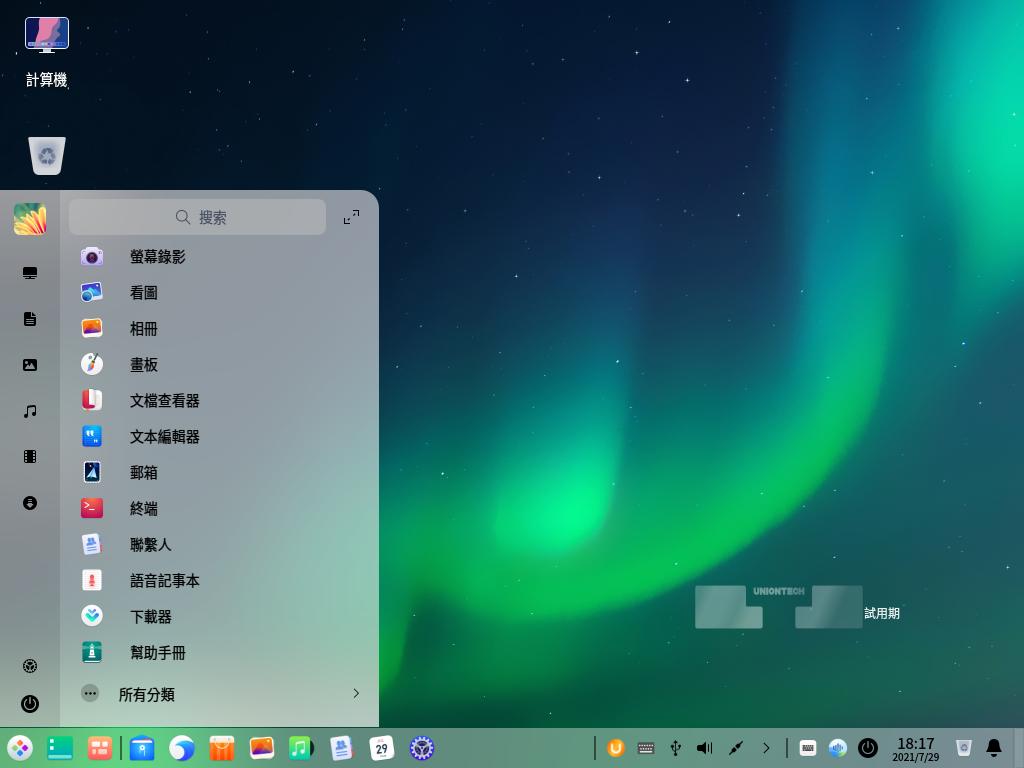 計算機
搜索
螢幕錄影
看圖
相冊
畫板
文檔查看器
文本編輯器
郵箱
終端
聯繫人
語音記事本
下載器
幫助手冊
所有分類
UNIONTECH
試用期
29
18:17
2021/7/29